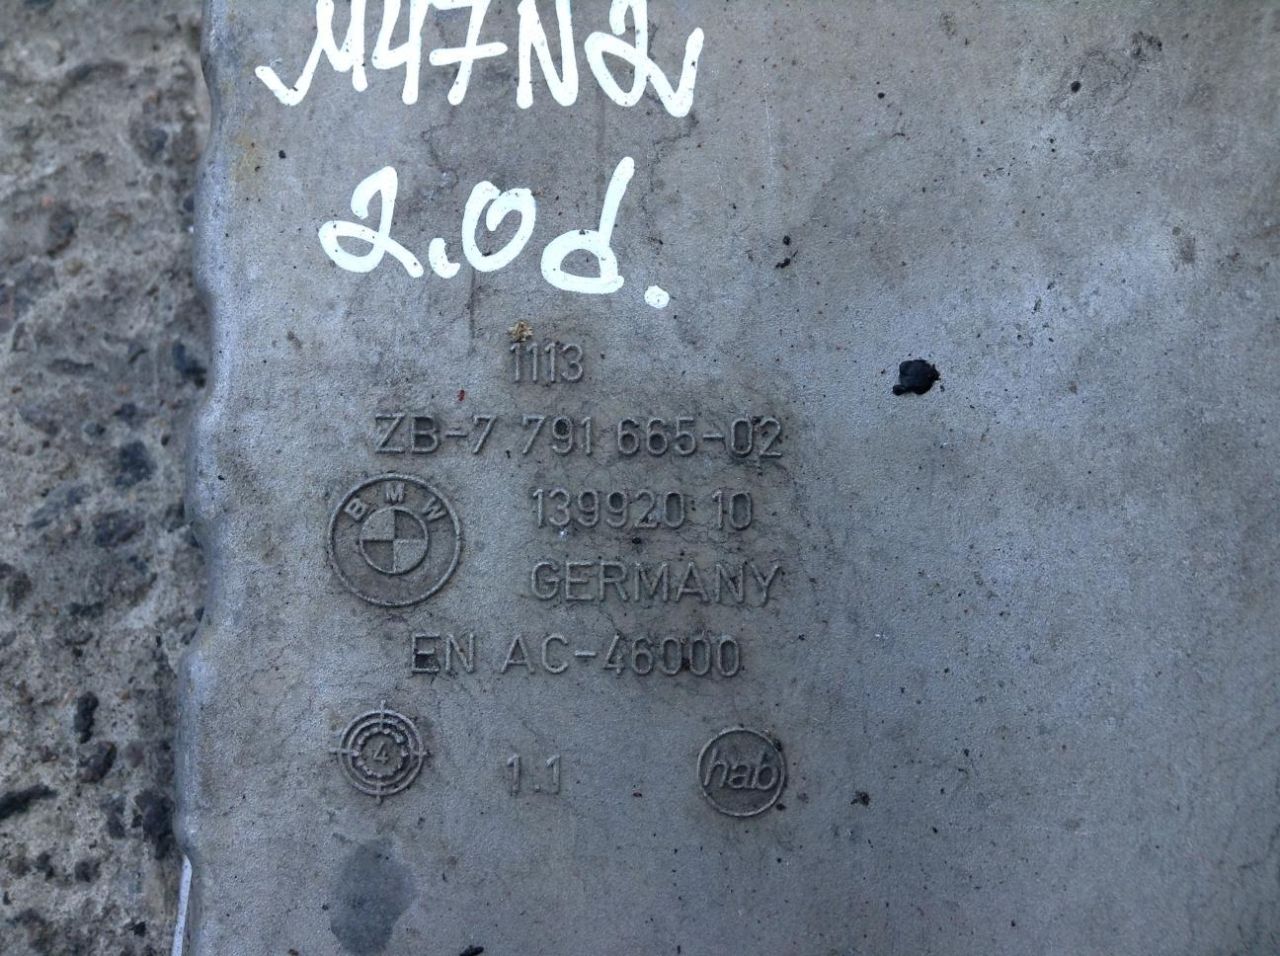 M47N2
2.0d.
1113
ZB-7 791 665-02
BMW
139920 10
GERMANY
EN AC-46000
4
1.1
hab